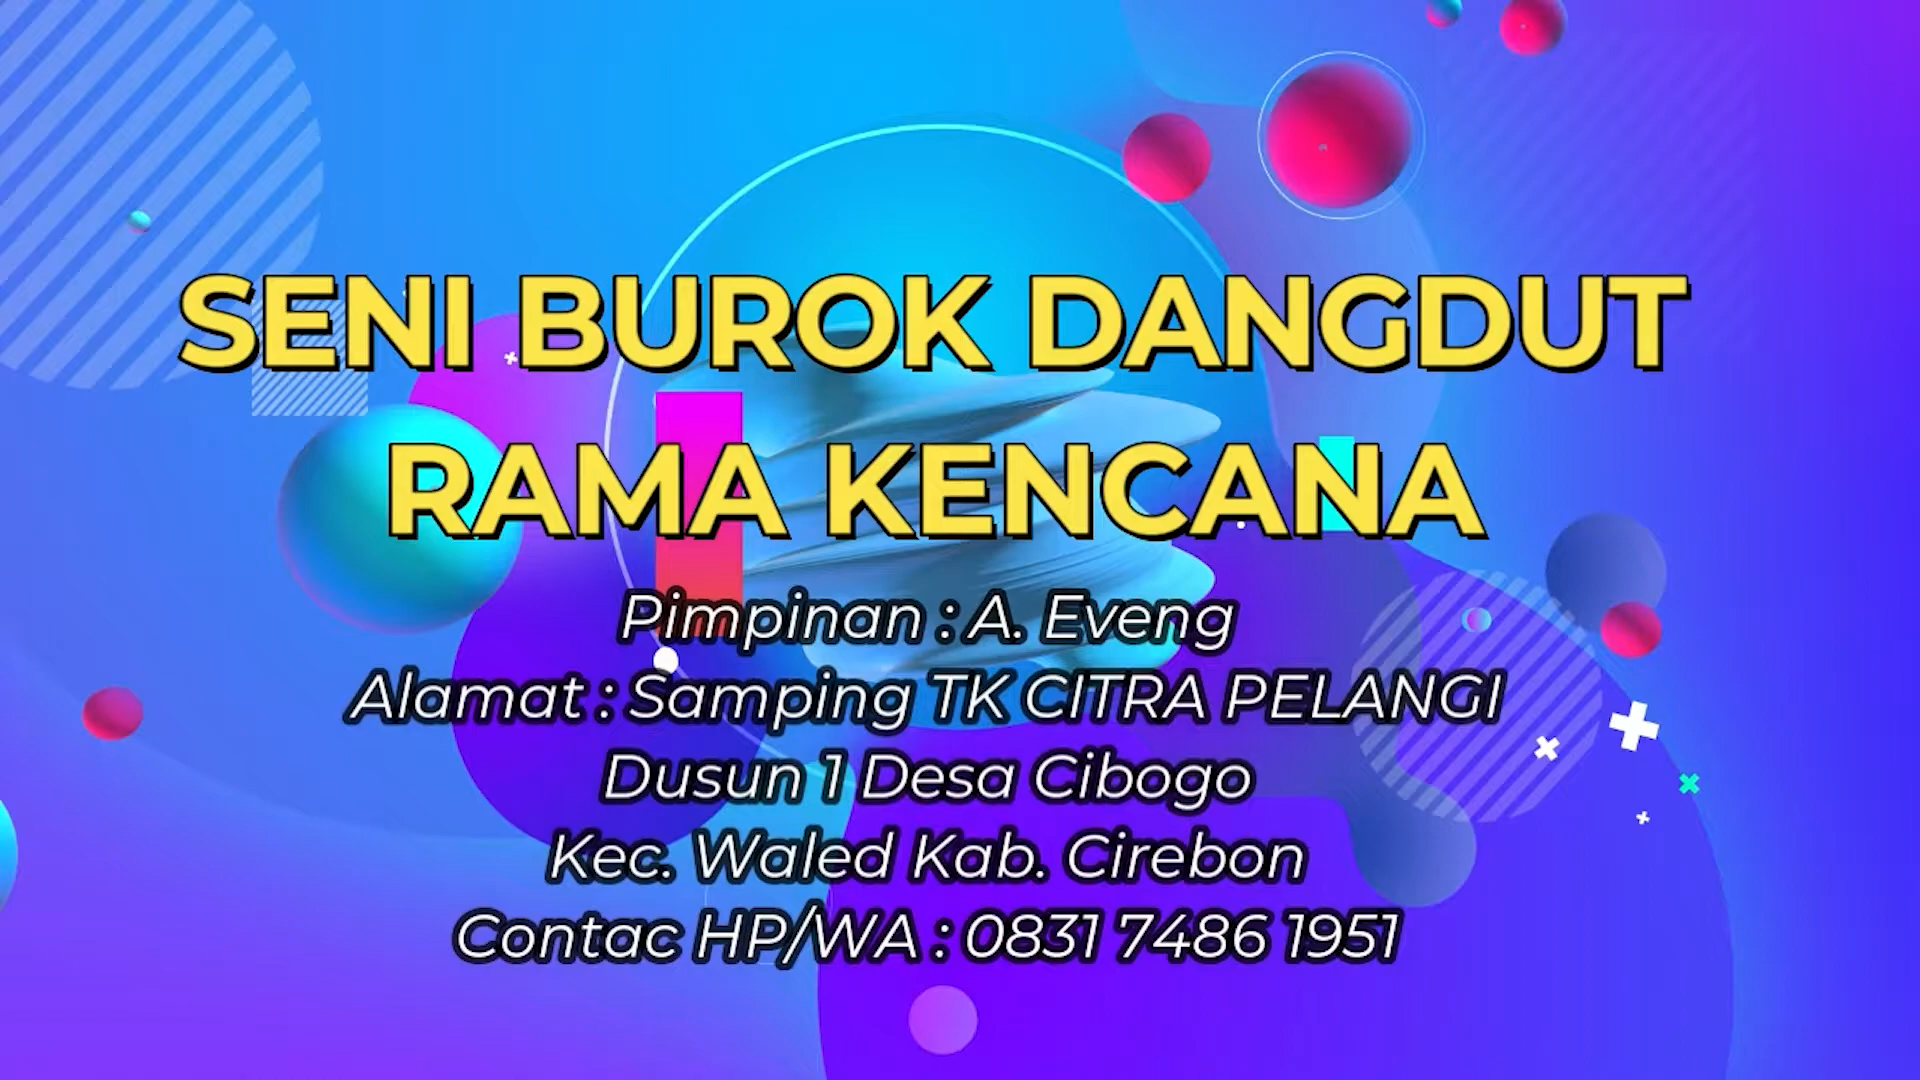 SENI BUROK DANGDUT
RAMA KENCANA
Pimpinan : A. Eveng
Alamat : Samping TK CITRA PELANGI
Dusun 1 Desa Cibogo
Kec. Waled Kab. Cirebon
Contac HP/WA : 0831 7486 1951